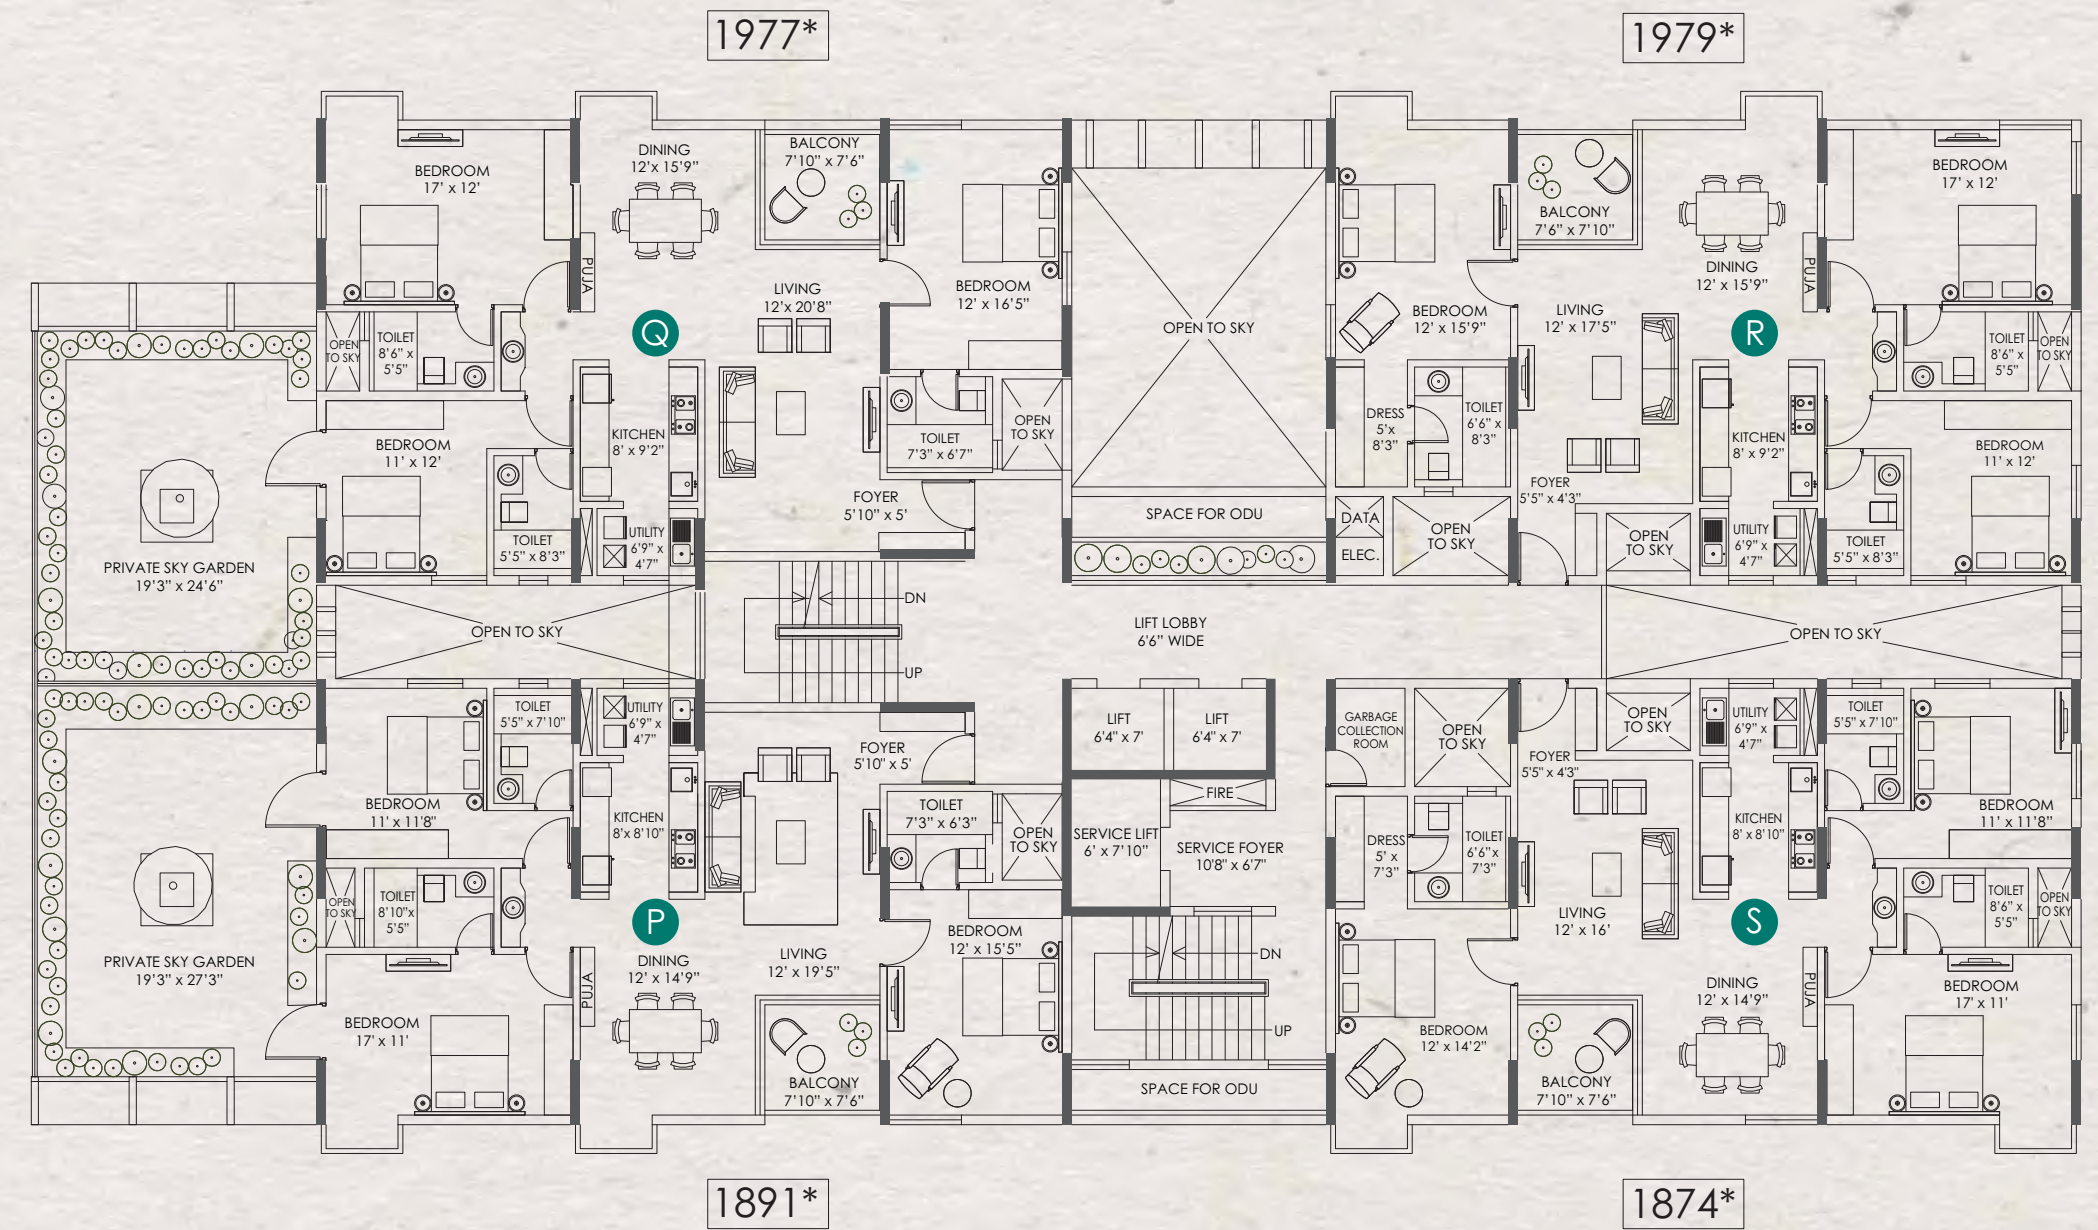 1977*
1979*
BEDROOM
17' x 12'
DINING
12'x 15'9"
BALCONY
7'10" x 7'6"
PUJA
LIVING
12'x 20'8"
BEDROOM
12' x 16'5"
Q
OPEN
TO SKY
TOILET
8'6" x
5'5"
BEDROOM
11' x 12'
KITCHEN
8' x 9'2"
TOILET
7'3" x 6'7"
OPEN
TO SKY
FOYER
5'10" x 5'
TOILET
5'5" x 8'3"
UTILITY
6'9" x
4'7"
PRIVATE SKY GARDEN
19'3" x 24'6"
OPEN TO SKY
DN
UP
OPEN TO SKY
SPACE FOR ODU
LIFT LOBBY
6'6" WIDE
BALCONY
7'6" x 7'10"
DINING
12' x 15'9"
BEDROOM
17' x 12'
PUJA
BEDROOM
12' x 15'9"
LIVING
12' x 17'5"
R
TOILET
8'6" x
5'5"
OPEN
TO SKY
DRESS
5'x
8'3"
TOILET
6'6" x
8'3"
KITCHEN
8' x 9'2"
BEDROOM
11' x 12'
FOYER
5'5" x 4'3"
DATA
ELEC.
OPEN
TO SKY
OPEN
TO SKY
UTILITY
6'9" x
4'7"
TOILET
5'5" x 8'3"
OPEN TO SKY
TOILET
5'5" x 7'10"
UTILITY
6'9" x
4'7"
FOYER
5'10" x 5'
BEDROOM
11' x 11'8"
KITCHEN
8'x 8'10"
TOILET
7'3" x 6'3"
OPEN
TO SKY
OPEN
TO SKY
TOILET
8'10"x
5'5"
P
PRIVATE SKY GARDEN
19'3" x 27'3"
PUJA
DINING
12' x 14'9"
LIVING
12' x 19'5"
BEDROOM
12' x 15'5"
BEDROOM
17' x 11'
BALCONY
7'10" x 7'6"
LIFT
6'4" x 7'
LIFT
6'4" x 7'
FIRE
SERVICE LIFT
6' x 7'10"
SERVICE FOYER
10'8" x 6'7"
DN
UP
SPACE FOR ODU
GARBAGE
COLLECTION
ROOM
OPEN
TO SKY
OPEN
TO SKY
UTILITY
6'9" x
4'7"
TOILET
5'5" x 7'10"
FOYER
5'5" x 4'3"
KITCHEN
8' x 8'10"
BEDROOM
11' x 11'8"
DRESS
5' x
7'3"
TOILET
6'6"x
7'3"
LIVING
12' x 16'
S
TOILET
8'6" x
5'5"
OPEN
TO SKY
DINING
12' x 14'9"
PUJA
BEDROOM
17' x 11'
BEDROOM
12' x 14'2"
BALCONY
7'10" x 7'6"
1891*
1874*